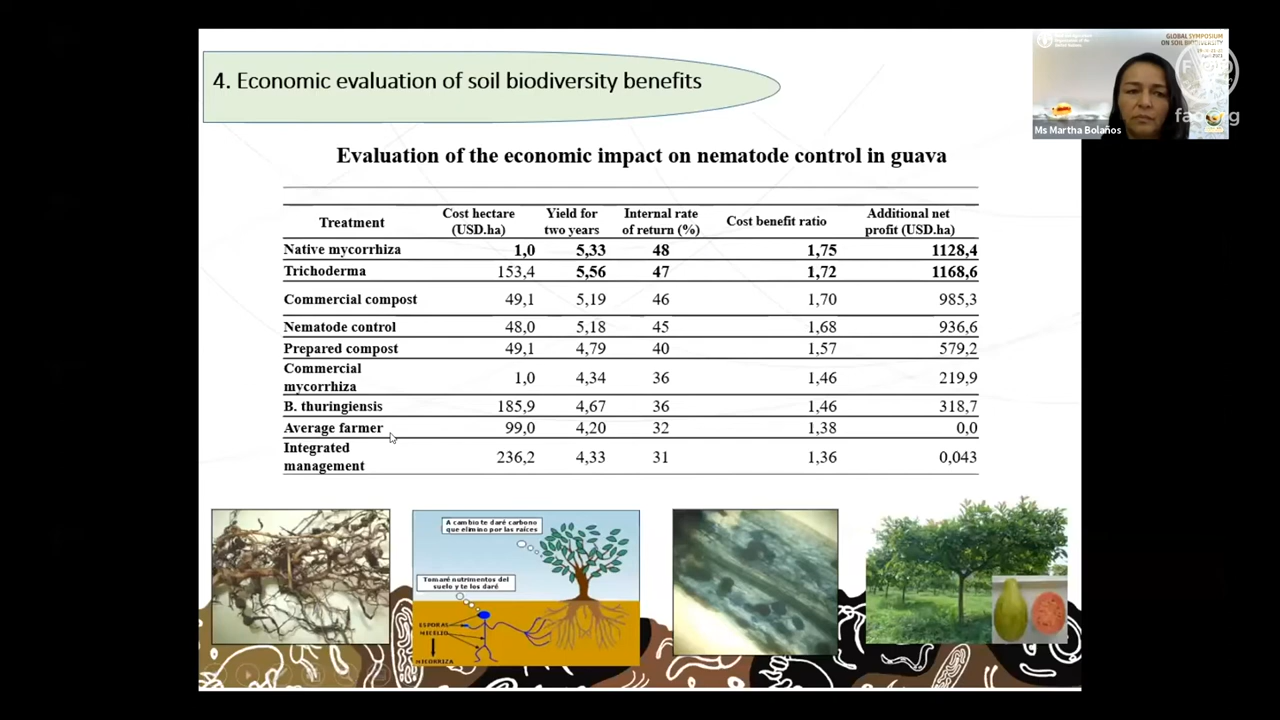 GLOBAL SYMPOSIUM
ON SOIL BIODIVERSITY
fao.org
Ms Martha Bolaños
4. Economic evaluation of soil biodiversity benefits
Evaluation of the economic impact on nematode control in guava
Treatment Cost hectare (USD.ha) Yield for two years Internal rate of return (%) Cost benefit ratio Additional net profit (USD.ha)
Native mycorrhiza 1,0 5,33 48 1,75 1128,4
Trichoderma 153,4 5,56 47 1,72 1168,6
Commercial compost 49,1 5,19 46 1,70 985,3
Nematode control 48,0 5,18 45 1,68 936,6
Prepared compost 49,1 4,79 40 1,57 579,2
Commercial mycorrhiza 1,0 4,34 36 1,46 219,9
B. thuringiensis 185,9 4,67 36 1,46 318,7
Average farmer 99,0 4,20 32 1,38 0,0
Integrated management 236,2 4,33 31 1,36 0,043
A cambio te daré carbono
que elimino por las raíces
Tomaré nutrimentos del
suelo y te los daré
ESPORAS
MICELIO
MICORRIZA